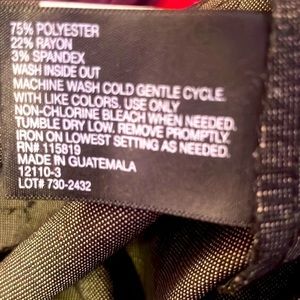 75% POLYESTER
22% RAYON
3% SPANDEX
WASH INSIDE OUT
MACHINE WASH COLD GENTLE CYCLE.
WITH LIKE COLORS, USE ONLY
NON-CHLORINE BLEACH WHEN NEEDED.
TUMBLE DRY LOW. REMOVE PROMPTLY.
IRON ON LOWEST SETTING AS NEEDED.
RN# 115819
MADE IN GUATEMALA
12110-3
LOT# 730-2432